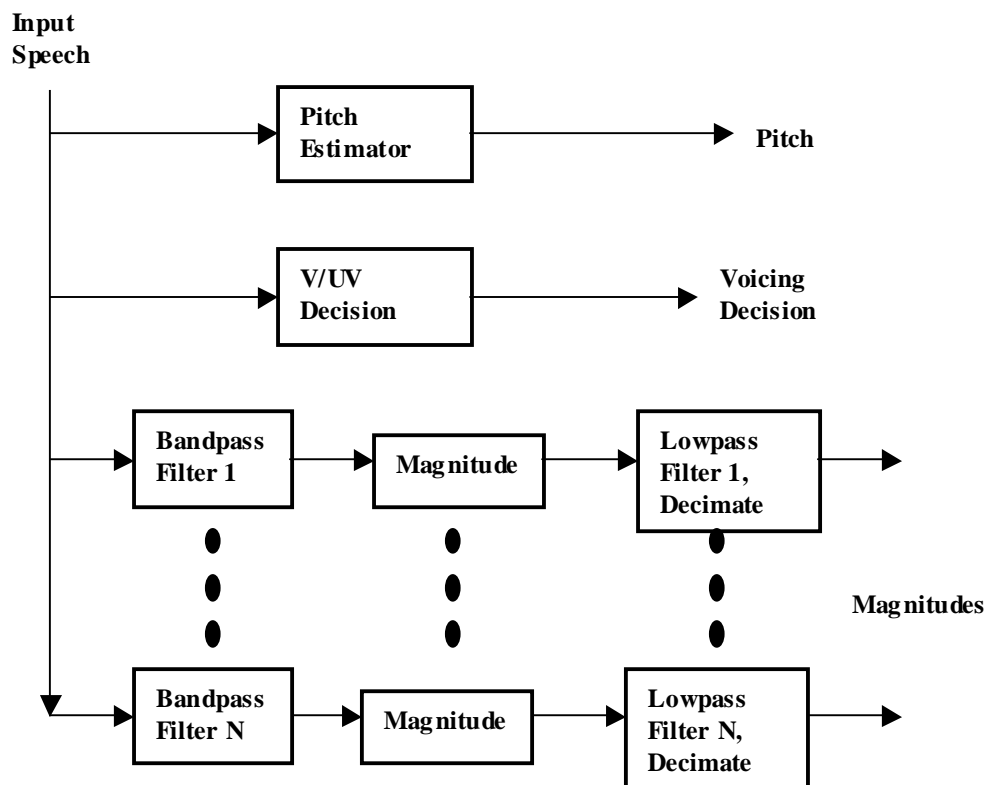 Input
Speech
Pitch
Estimator
Pitch
V/UV
Decision
Voicing
Decision
Bandpass
Filter 1
Magnitude
Lowpass
Filter 1,
Decimate
Magnitudes
Bandpass
Filter N
Magnitude
Lowpass
Filter N,
Decimate